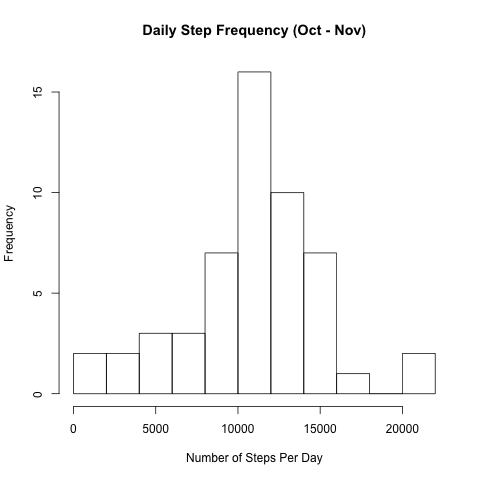 Daily Step Frequency (Oct - Nov)
Frequency
15
10
5
0
0 5000 10000 15000 20000
Number of Steps Per Day